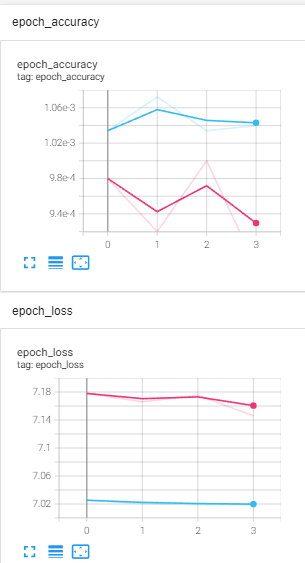 epoch_accuracy
epoch_accuracy
tag: epoch_accuracy
1.06e-3
1.02e-3
9.8e-4
9.4e-4
0 1 2 3
epoch_loss
epoch_loss
tag: epoch_loss
7.18
7.14
7.1
7.06
7.02
0 1 2 3